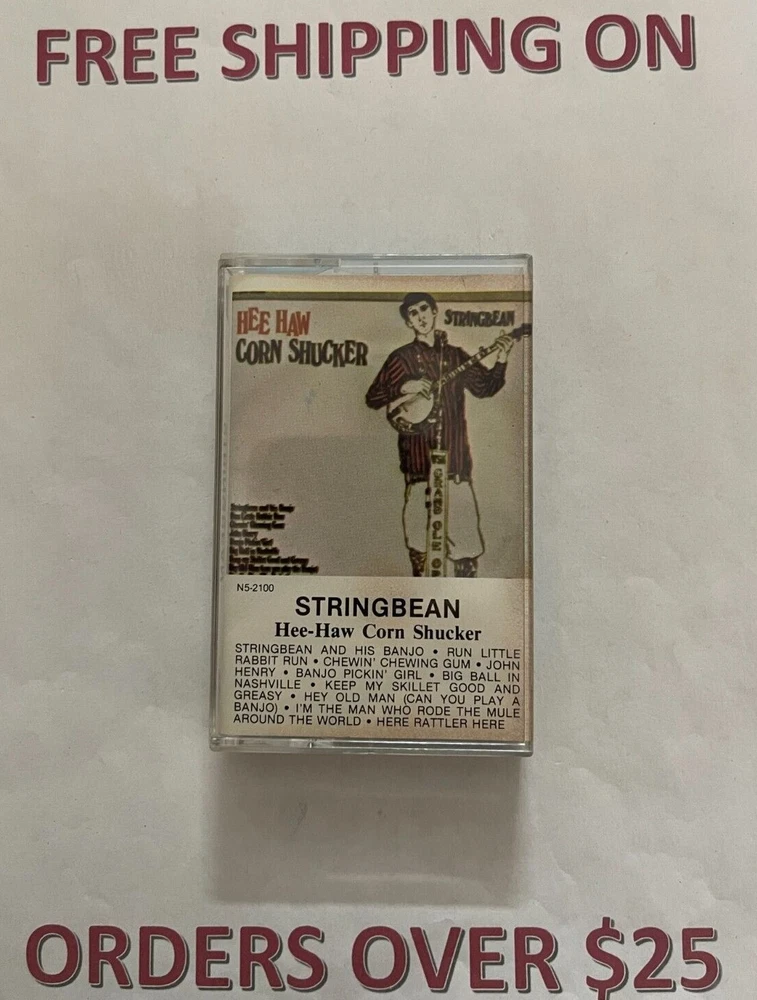 FREE SHIPPING ON
HEE HAW
STRINGBEAN
CORN SHUCKER
GRAND OLE O
N5-2100
STRINGBEAN
Hee-Haw Corn Shucker
STRINGBEAN AND HIS BANJO • RUN LITTLE
RABBIT RUN • CHEWIN' CHEWING GUM • JOHN
HENRY • BANJO PICKIN' GIRL • BIG BALL IN
NASHVILLE • KEEP MY SKILLET GOOD AND
GREASY • HEY OLD MAN (CAN YOU PLAY A
BANJO) • I'M THE MAN WHO RODE THE MULE
AROUND THE WORLD • HERE RATTLER HERE
ORDERS OVER $25